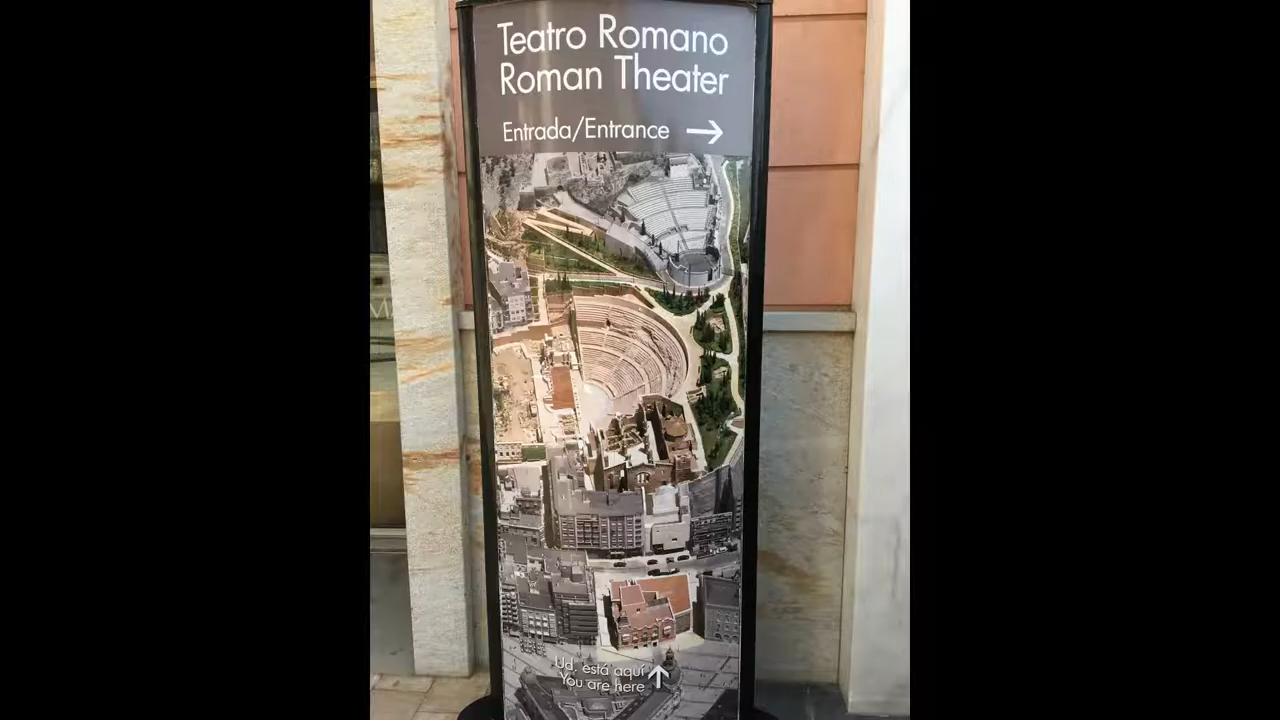 Teatro Romano
Roman Theater
Entrada/Entrance →
Ud. está aquí
You are here